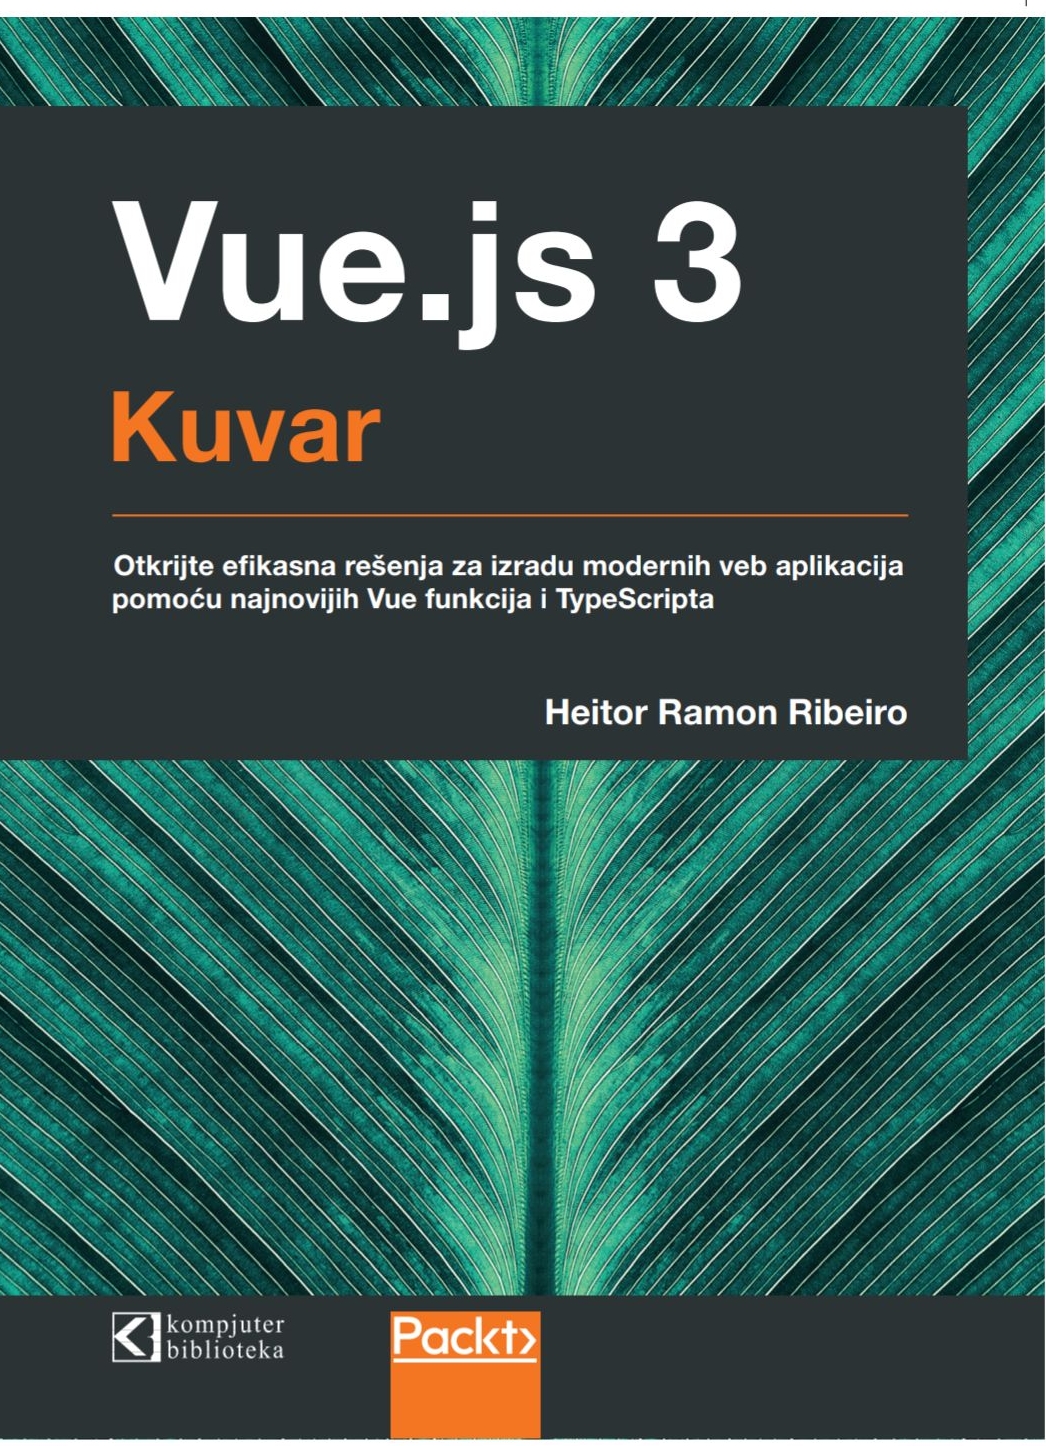 Vue.js 3
Kuvar
Otkrijte efikasna rešenja za izradu modernih veb aplikacija
pomoću najnovijih Vue funkcija i TypeScripta
Heitor Ramon Ribeiro
kompjuter
biblioteka
Packt>